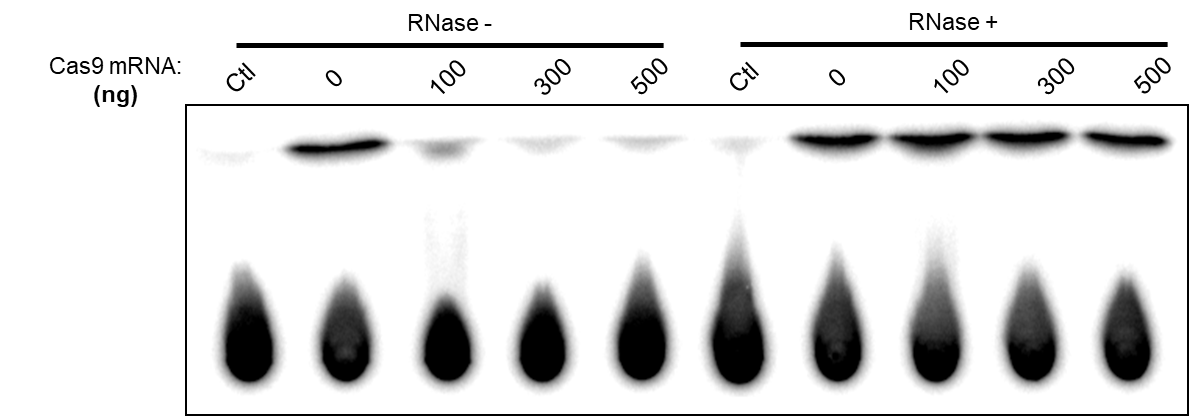 RNase -
RNase +
Cas9 mRNA:
(ng)
Ctl 0 100 300 500 Ctl 0 100 300 500